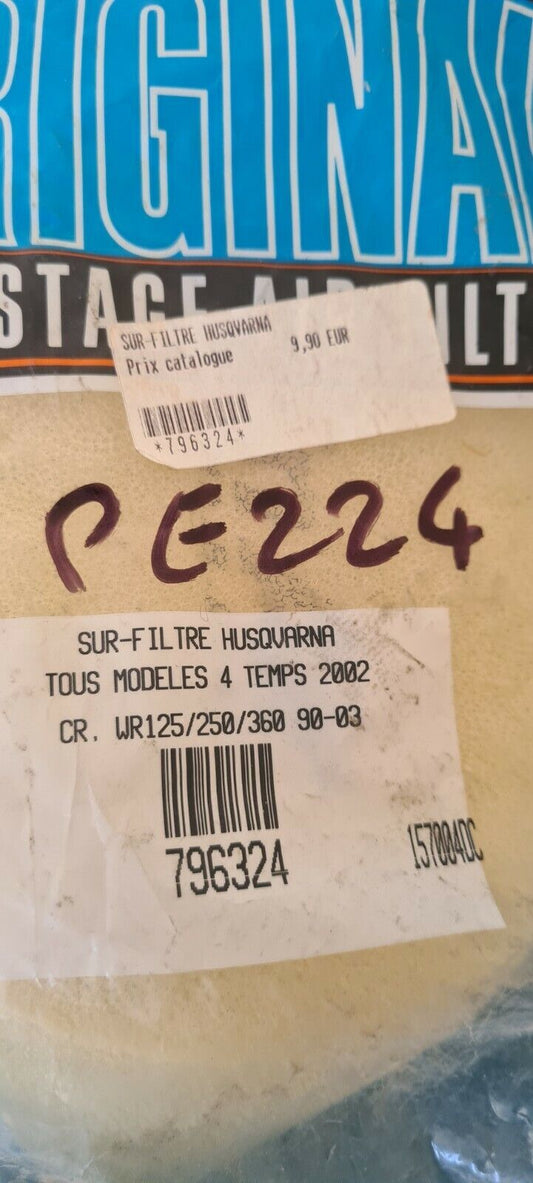 RIGINA
STAGE AIR
SUR-FILTRE HUSQVARNA
Prix catalogue 9,90 EUR
*796324*
PE224
SUR-FILTRE HUSQVARNA
TOUS MODELES 4 TEMPS 2002
CR. WR125/250/360 90-03
796324
157004DC